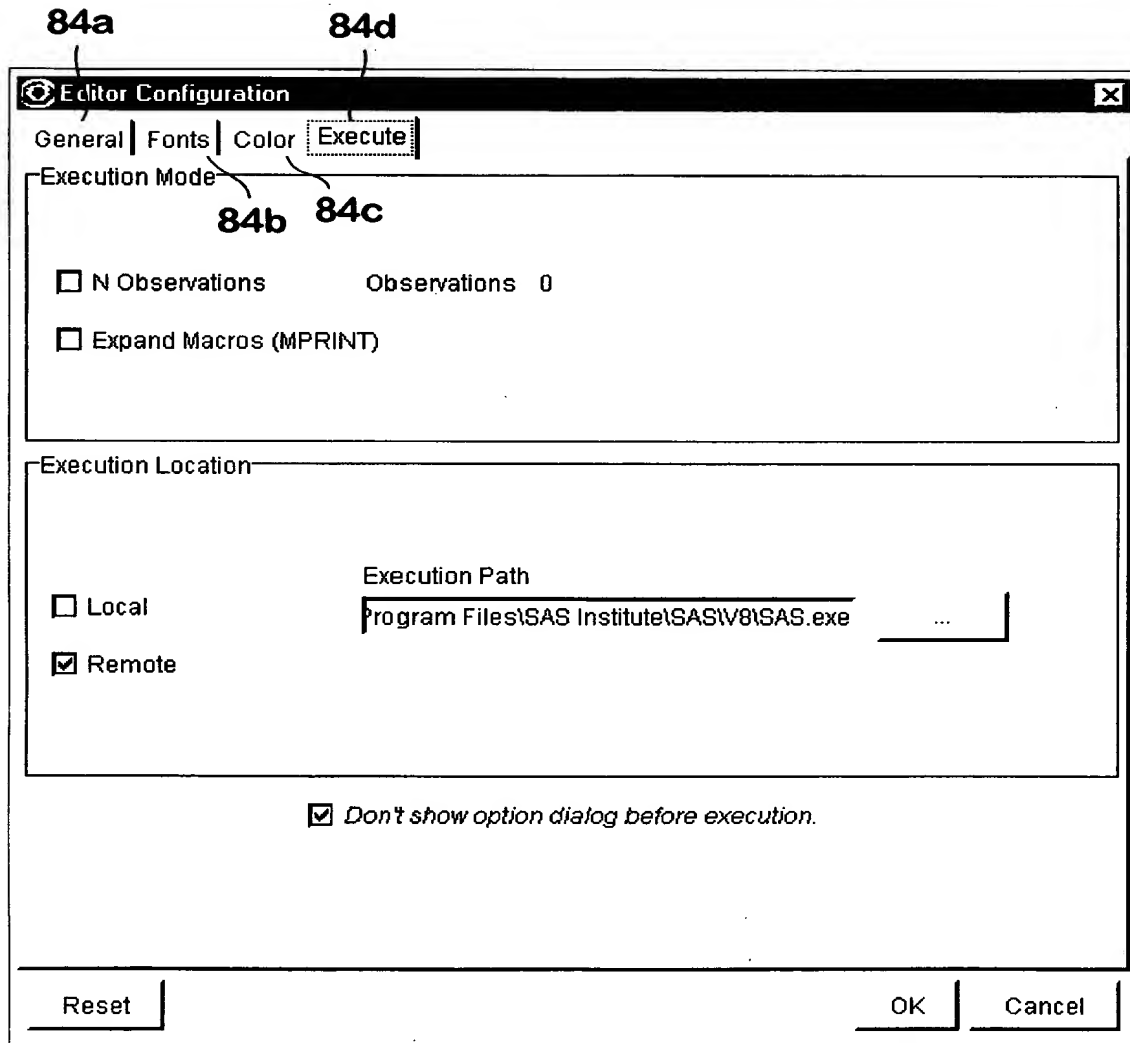 84a 84d
Editor Configuration
General Fonts Color Execute
Execution Mode
84b 84c
N Observations Observations 0
Expand Macros (MPRINT)
Execution Location
Execution Path
Local Program Files\SAS Institute\SAS\V8\SAS.exe ...
Remote
Don't show option dialog before execution.
Reset OK Cancel